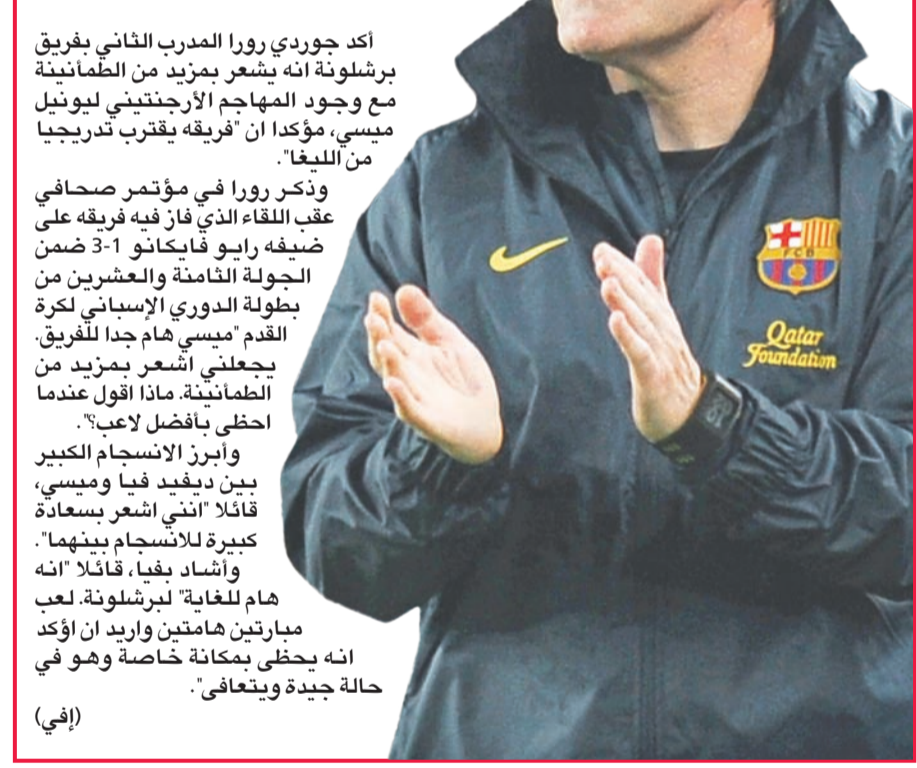 أكد جوردي رورا المدرب الثاني بفريق
برشلونة انه يشعر بمزيد من الطمأنينة
مع وجود المهاجم الأرجنتيني ليونيل
ميسي، مؤكدا ان "فريقه يقترب تدريجيا
من الليغا".
وذكر رورا في مؤتمر صحافي
عقب اللقاء الذي فاز فيه فريقه على
ضيفه رايو فايكانو 1-3 ضمن
الجولة الثامنة والعشرين من
بطولة الدوري الإسباني لكرة
القدم "ميسي هام جدا للفريق.
يجعلني اشعر بمزيد من
الطمأنينة. ماذا اقول عندما
احظى بأفضل لاعب؟".
وأبرز الانسجام الكبير
بين ديفيد فيا وميسي،
قائلا "انني اشعر بسعادة
كبيرة للانسجام بينهما".
وأشاد بفيا، قائلا "انه
هام للغاية" لبرشلونة. لعب
مبارتين هامتين واريد ان اؤكد
انه يحظى بمكانة خاصة وهو في
حالة جيدة ويتعافى".
(إفي)
FCB
Qatar
Foundation